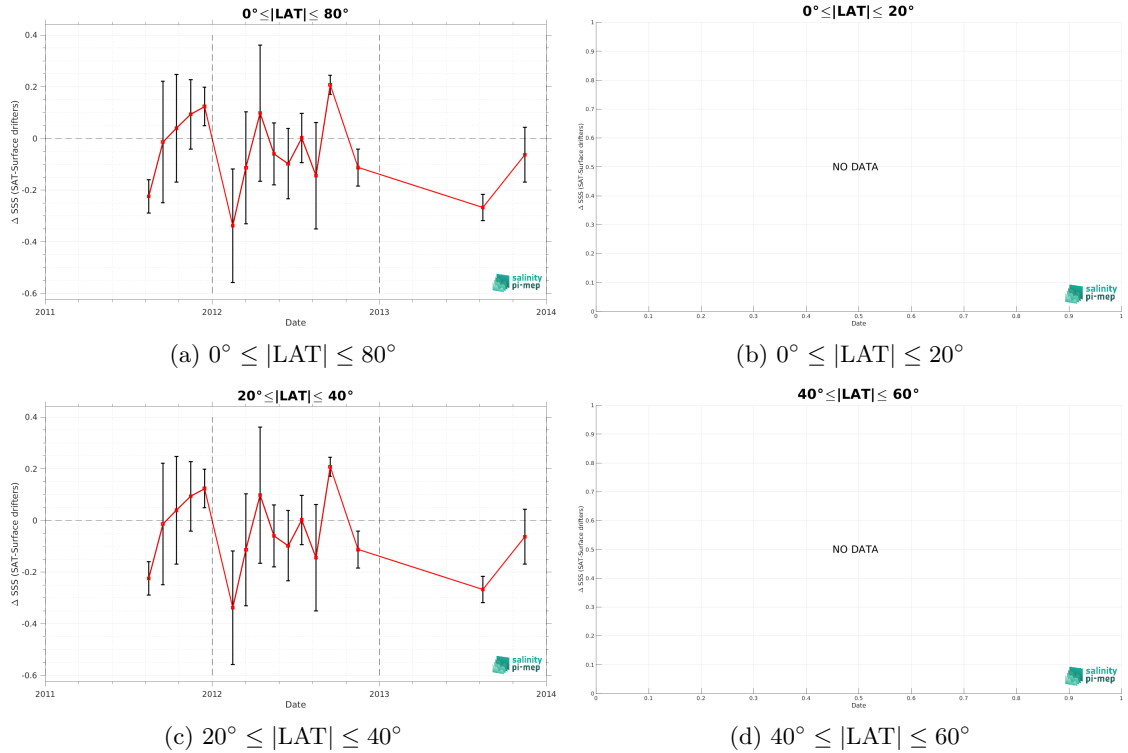 0°≤|LAT|≤ 80°
0.4
0.2
0
-0.2
-0.4
-0.6
Δ SSS (SAT-Surface drifters)
salinity
pi-mep
2011 2012 2013 2014
Date
(a) 0° ≤ |LAT| ≤ 80°
0°≤|LAT|≤ 20°
1
0.9
0.8
0.7
0.6
0.5
0.4
0.3
0.2
0.1
0
Δ SSS (SAT-Surface drifters)
NO DATA
salinity
pi-mep
0 0.1 0.2 0.3 0.4 0.5 0.6 0.7 0.8 0.9 1
Date
(b) 0° ≤ |LAT| ≤ 20°
20°≤|LAT|≤ 40°
0.4
0.2
0
-0.2
-0.4
-0.6
Δ SSS (SAT-Surface drifters)
salinity
pi-mep
2011 2012 2013 2014
Date
(c) 20° ≤ |LAT| ≤ 40°
40°≤|LAT|≤ 60°
1
0.9
0.8
0.7
0.6
0.5
0.4
0.3
0.2
0.1
0
Δ SSS (SAT-Surface drifters)
NO DATA
salinity
pi-mep
0 0.1 0.2 0.3 0.4 0.5 0.6 0.7 0.8 0.9 1
Date
(d) 40° ≤ |LAT| ≤ 60°